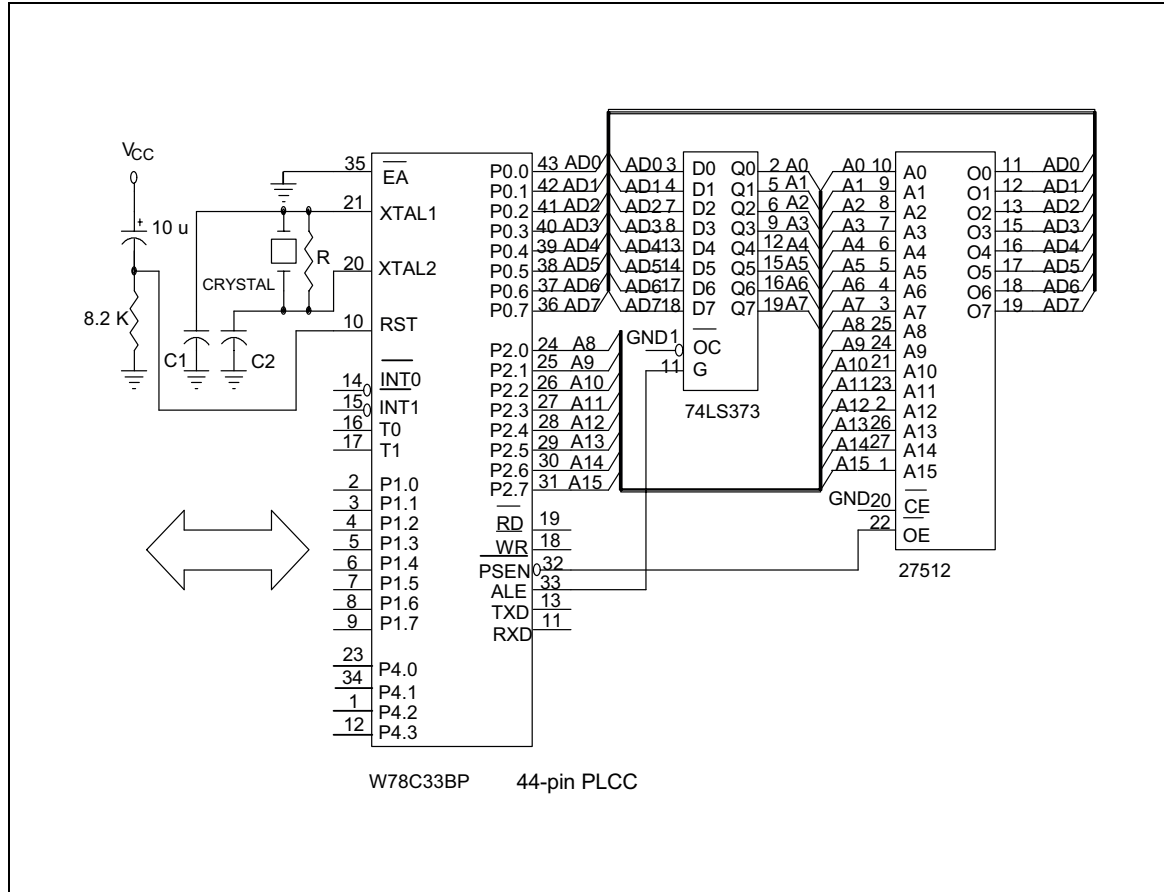 VCC
10 u
8.2 K
C1
C2
CRYSTAL
R
35 EA
21 XTAL1
20 XTAL2
10 RST
14 INT0
15 INT1
16 T0
17 T1
2 P1.0
3 P1.1
4 P1.2
5 P1.3
6 P1.4
7 P1.5
8 P1.6
9 P1.7
23 P4.0
34 P4.1
1 P4.2
12 P4.3
P0.0 43 AD0
P0.1 42 AD1
P0.2 41 AD2
P0.3 40 AD3
P0.4 39 AD4
P0.5 38 AD5
P0.6 37 AD6
P0.7 36 AD7
P2.0 24 A8
P2.1 25 A9
P2.2 26 A10
P2.3 27 A11
P2.4 28 A12
P2.5 29 A13
P2.6 30 A14
P2.7 31 A15
RD 19
WR 18
PSEN 32
ALE 33
TXD 13
RXD 11
W78C33BP 44-pin PLCC
AD0 3 D0 Q0 2 A0
AD1 4 D1 Q1 5 A1
AD2 7 D2 Q2 6 A2
AD3 8 D3 Q3 9 A3
AD4 13 D4 Q4 12 A4
AD5 14 D5 Q5 15 A5
AD6 17 D6 Q6 16 A6
AD7 18 D7 Q7 19 A7
GND 1 OC
11 G
74LS373
A0 10 A0 O0 11 AD0
A1 9 A1 O1 12 AD1
A2 8 A2 O2 13 AD2
A3 7 A3 O3 15 AD3
A4 6 A4 O4 16 AD4
A5 5 A5 O5 17 AD5
A6 4 A6 O6 18 AD6
A7 3 A7 O7 19 AD7
A8 25 A8
A9 24 A9
A10 21 A10
A11 23 A11
A12 2 A12
A13 26 A13
A14 27 A14
A15 1 A15
GND 20 CE
22 OE
27512